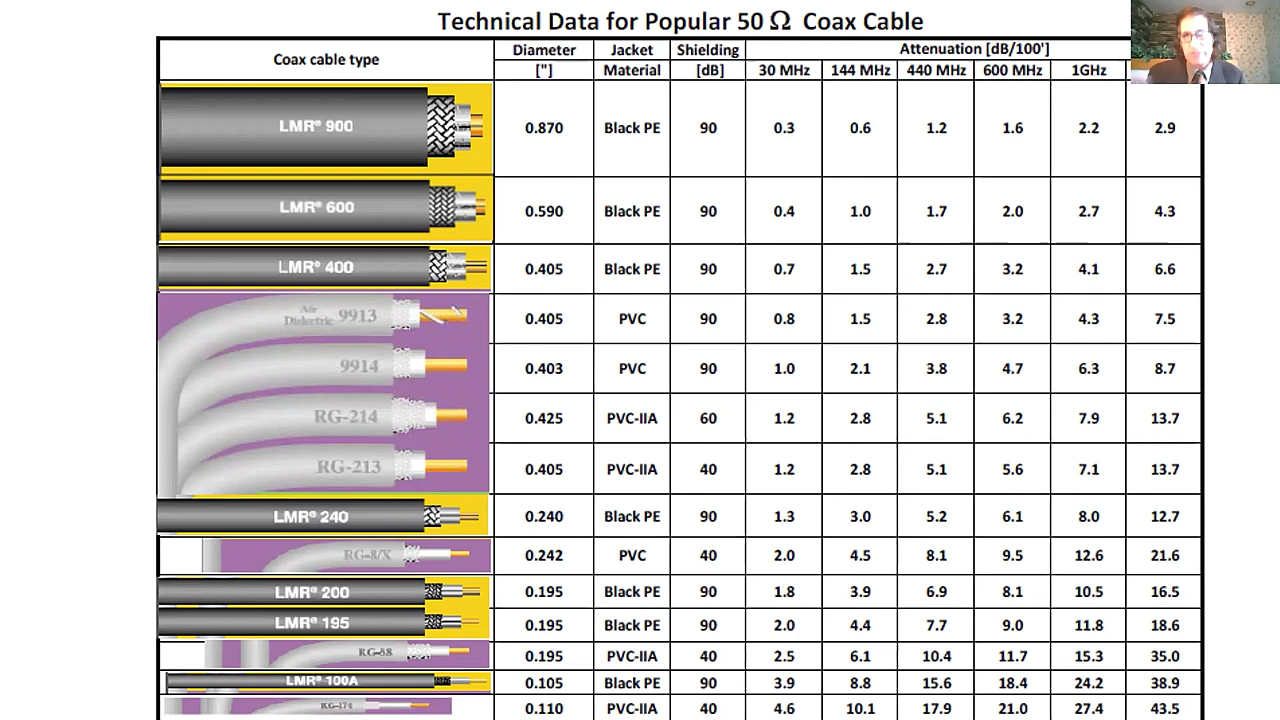 Technical Data for Popular 50 Ω Coax Cable
Coax cable type Diameter Jacket Shielding Attenuation [dB/100']
["] Material [dB] 30 MHz 144 MHz 440 MHz 600 MHz 1GHz
LMR® 900 0.870 Black PE 90 0.3 0.6 1.2 1.6 2.2 2.9
LMR® 600 0.590 Black PE 90 0.4 1.0 1.7 2.0 2.7 4.3
LMR® 400 0.405 Black PE 90 0.7 1.5 2.7 3.2 4.1 6.6
Air
Dielectric 9913 0.405 PVC 90 0.8 1.5 2.8 3.2 4.3 7.5
9914 0.403 PVC 90 1.0 2.1 3.8 4.7 6.3 8.7
RG-214 0.425 PVC-IIA 60 1.2 2.8 5.1 6.2 7.9 13.7
RG-213 0.405 PVC-IIA 40 1.2 2.8 5.1 5.6 7.1 13.7
LMR® 240 0.240 Black PE 90 1.3 3.0 5.2 6.1 8.0 12.7
RG-8/X 0.242 PVC 40 2.0 4.5 8.1 9.5 12.6 21.6
LMR® 200 0.195 Black PE 90 1.8 3.9 6.9 8.1 10.5 16.5
LMR® 195 0.195 Black PE 90 2.0 4.4 7.7 9.0 11.8 18.6
RG-58 0.195 PVC-IIA 40 2.5 6.1 10.4 11.7 15.3 35.0
LMR® 100A 0.105 Black PE 90 3.9 8.8 15.6 18.4 24.2 38.9
RG-174 0.110 PVC-IIA 40 4.6 10.1 17.9 21.0 27.4 43.5